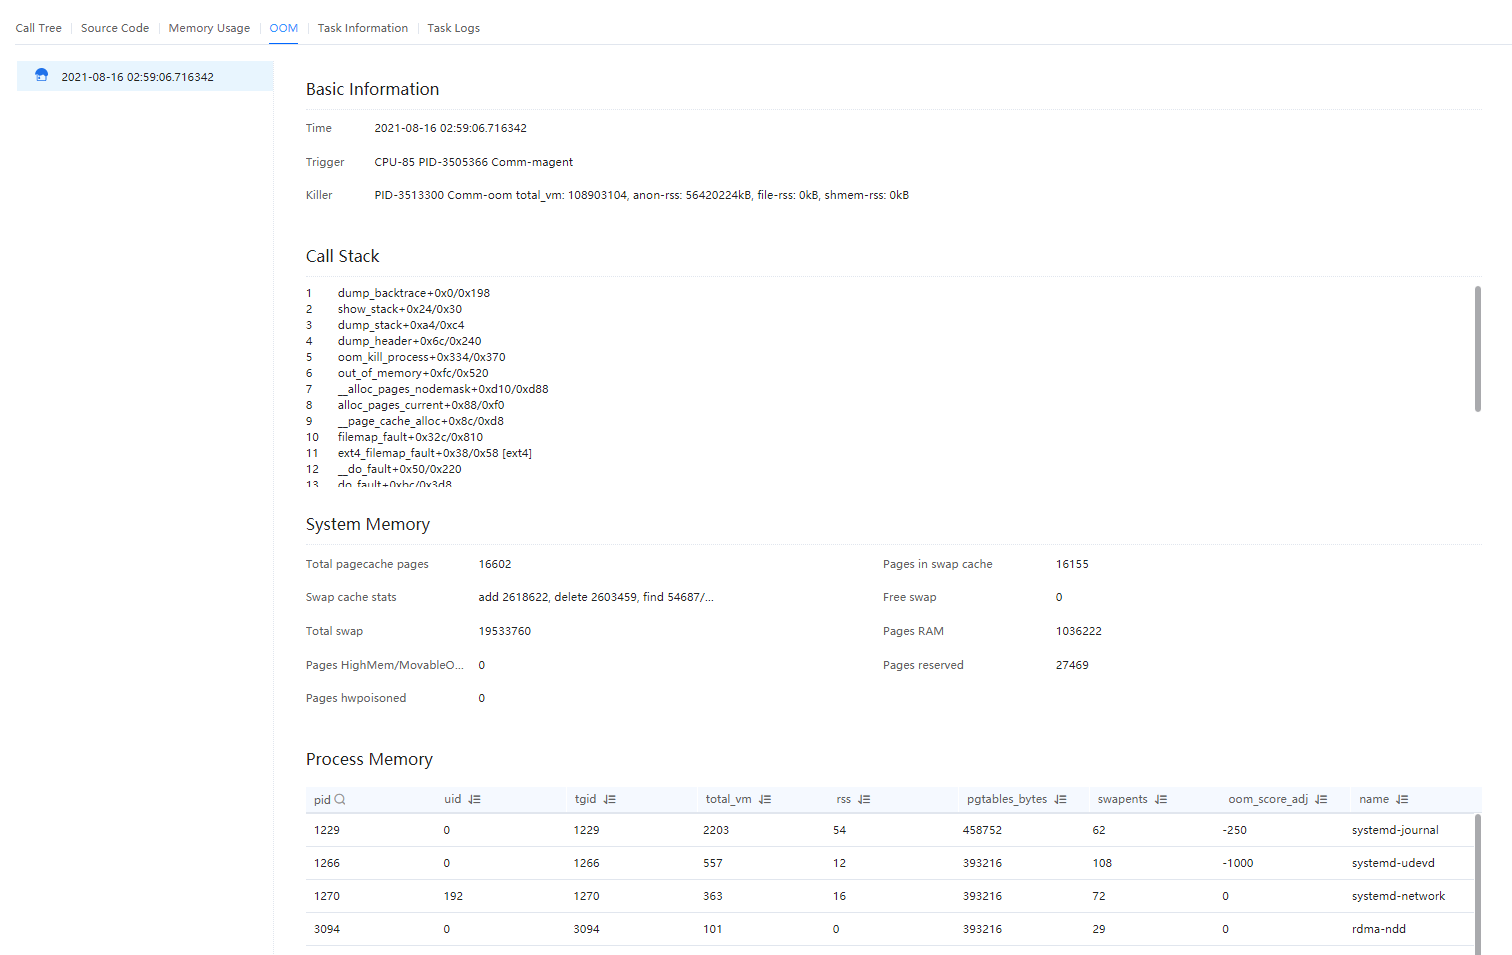 Call Tree Source Code Memory Usage OOM Task Information Task Logs
2021-08-16 02:59:06.716342
Basic Information
Time 2021-08-16 02:59:06.716342
Trigger CPU-85 PID-3505366 Comm-magent
Killer PID-3513300 Comm-oom total_vm: 108903104, anon-rss: 56420224kB, file-rss: 0kB, shmem-rss: 0kB
Call Stack
1 dump_backtrace+0x0/0x198
2 show_stack+0x24/0x30
3 dump_stack+0xa4/0xc4
4 dump_header+0x6c/0x240
5 oom_kill_process+0x334/0x370
6 out_of_memory+0xfc/0x520
7 __alloc_pages_nodemask+0xd10/0xd88
8 alloc_pages_current+0x88/0xf0
9 __page_cache_alloc+0x8c/0xd8
10 filemap_fault+0x32c/0x810
11 ext4_filemap_fault+0x38/0x58 [ext4]
12 __do_fault+0x50/0x220
13 do_fault+0xbc/0x3d8
System Memory
Total pagecache pages 16602 Pages in swap cache 16155
Swap cache stats add 2618622, delete 2603459, find 54687/... Free swap 0
Total swap 19533760 Pages RAM 1036222
Pages HighMem/MovableO... 0 Pages reserved 27469
Pages hwpoisoned 0
Process Memory
pid uid tgid total_vm rss pgtables_bytes swapents oom_score_adj name
1229 0 1229 2203 54 458752 62 -250 systemd-journal
1266 0 1266 557 12 393216 108 -1000 systemd-udevd
1270 192 1270 363 16 393216 72 0 systemd-network
3094 0 3094 101 0 393216 29 0 rdma-ndd